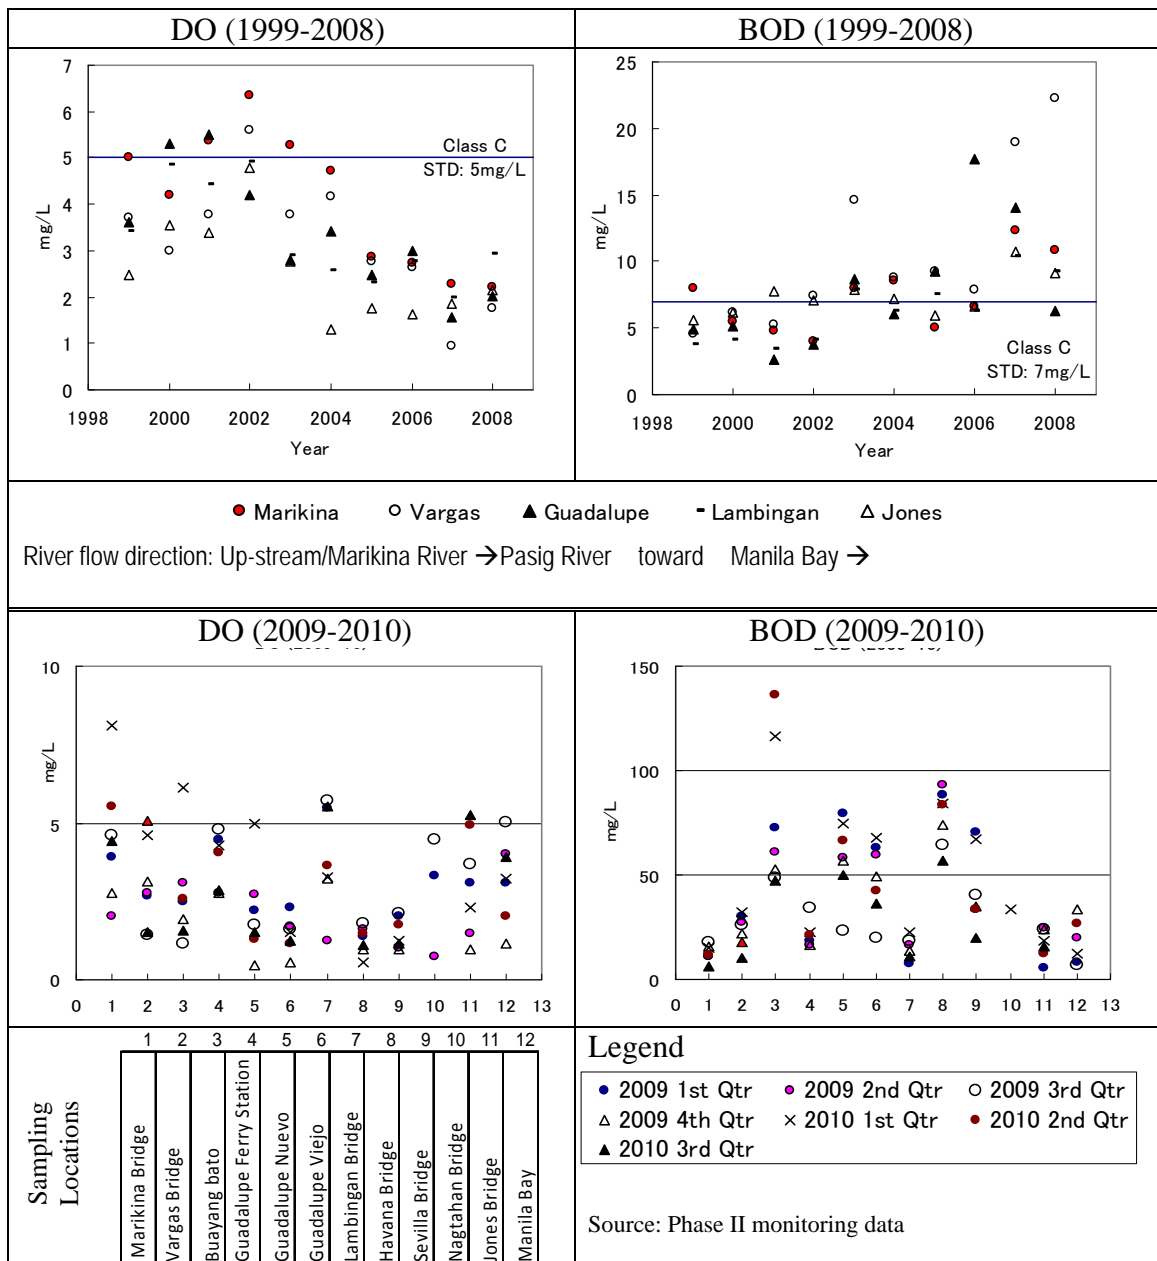 DO (1999-2008)
BOD (1999-2008)
7
6
5
4
3
2
1
0
mg/L
Class C
STD: 5mg/L
1998 2000 2002 2004 2006 2008
Year
25
20
15
10
5
0
mg/L
Class C
STD: 7mg/L
1998 2000 2002 2004 2006 2008
Year
Marikina Vargas Guadalupe Lambingan Jones
River flow direction: Up-stream/Marikina River →Pasig River toward Manila Bay →
DO (2009-2010)
BOD (2009-2010)
10
5
0
mg/L
0 1 2 3 4 5 6 7 8 9 10 11 12 13
150
100
50
0
mg/L
0 1 2 3 4 5 6 7 8 9 10 11 12 13
Sampling
Locations
1 2 3 4 5 6 7 8 9 10 11 12
Marikina Bridge
Vargas Bridge
Buayang bato
Guadalupe Ferry Station
Guadalupe Nuevo
Guadalupe Viejo
Lambingan Bridge
Havana Bridge
Sevilla Bridge
Nagtahan Bridge
Jones Bridge
Manila Bay
Legend
2009 1st Qtr 2009 2nd Qtr 2009 3rd Qtr
2009 4th Qtr 2010 1st Qtr 2010 2nd Qtr
2010 3rd Qtr
Source: Phase II monitoring data